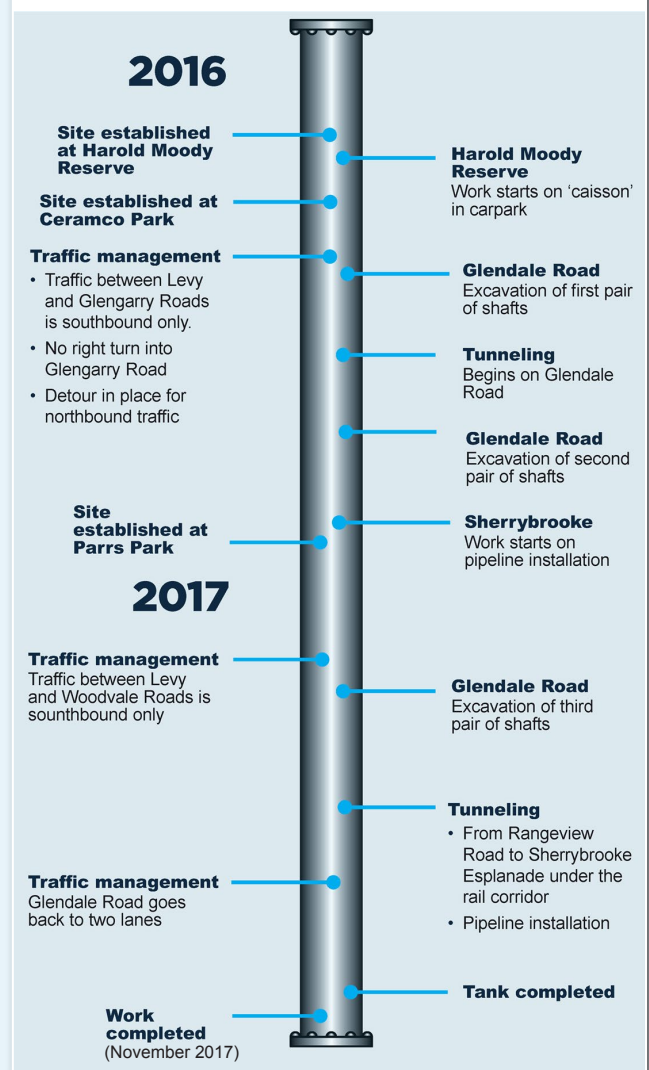 2016
Site established
at Harold Moody
Reserve
Harold Moody
Reserve
Work starts on ‘caisson’
in carpark
Site established at
Ceramco Park
Traffic management
• Traffic between Levy
and Glengarry Roads
is southbound only.
• No right turn into
Glengarry Road
• Detour in place for
northbound traffic
Glendale Road
Excavation of first pair
of shafts
Tunneling
Begins on Glendale
Road
Glendale Road
Excavation of second
pair of shafts
Sherrybrooke
Work starts on
pipeline installation
Site
established at
Parrs Park
2017
Traffic management
Traffic between Levy
and Woodvale Roads is
sounthbound only
Glendale Road
Excavation of third
pair of shafts
Tunneling
• From Rangeview
Road to Sherrybrooke
Esplanade under the
rail corridor
• Pipeline installation
Traffic management
Glendale Road goes
back to two lanes
Tank completed
Work
completed
(November 2017)